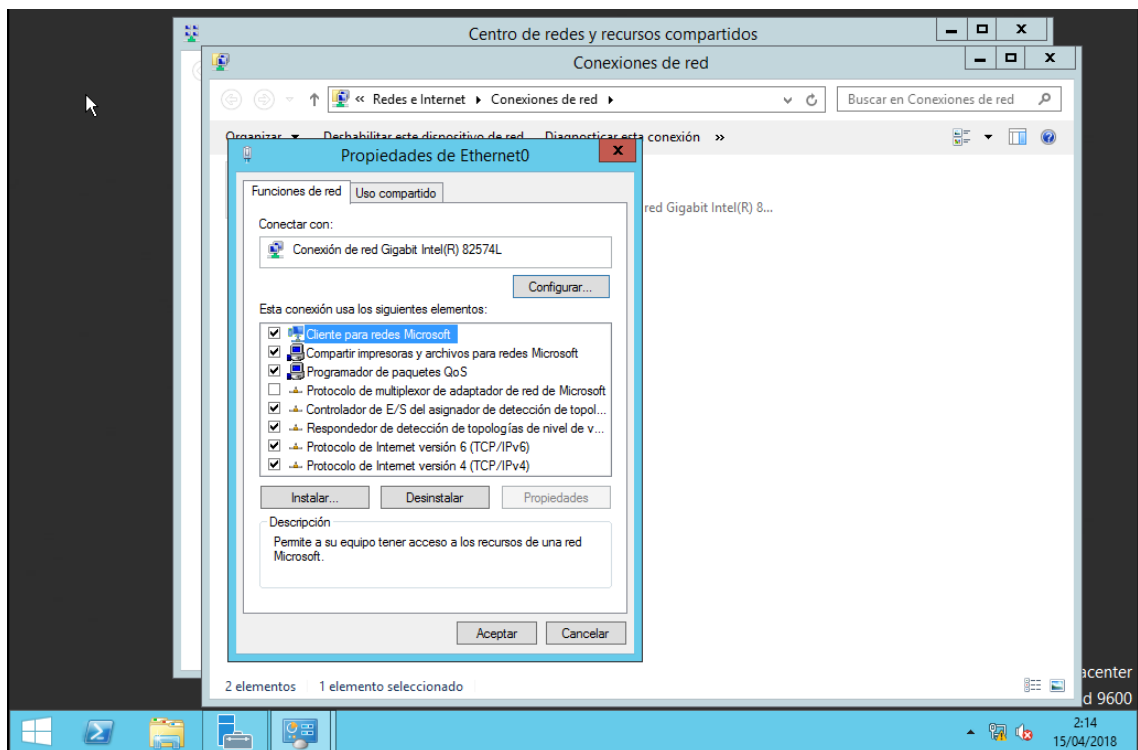 Centro de redes y recursos compartidos
Conexiones de red
« Redes e Internet Conexiones de red
Buscar en Conexiones de red
Organizar Deshabilitar este dispositivo de red Diagnosticar esta conexión »
Propiedades de Ethernet0
Funciones de red Uso compartido
red Gigabit Intel(R) 8...
Conectar con:
Conexión de red Gigabit Intel(R) 82574L
Configurar...
Esta conexión usa los siguientes elementos:
Cliente para redes Microsoft
Compartir impresoras y archivos para redes Microsoft
Programador de paquetes QoS
Protocolo de multiplexor de adaptador de red de Microsoft
Controlador de E/S del asignador de detección de topol...
Respondedor de detección de topologías de nivel de v...
Protocolo de Internet versión 6 (TCP/IPv6)
Protocolo de Internet versión 4 (TCP/IPv4)
Instalar... Desinstalar Propiedades
Descripción
Permite a su equipo tener acceso a los recursos de una red
Microsoft.
Aceptar Cancelar
2 elementos 1 elemento seleccionado
acenter
d 9600
2:14
15/04/2018